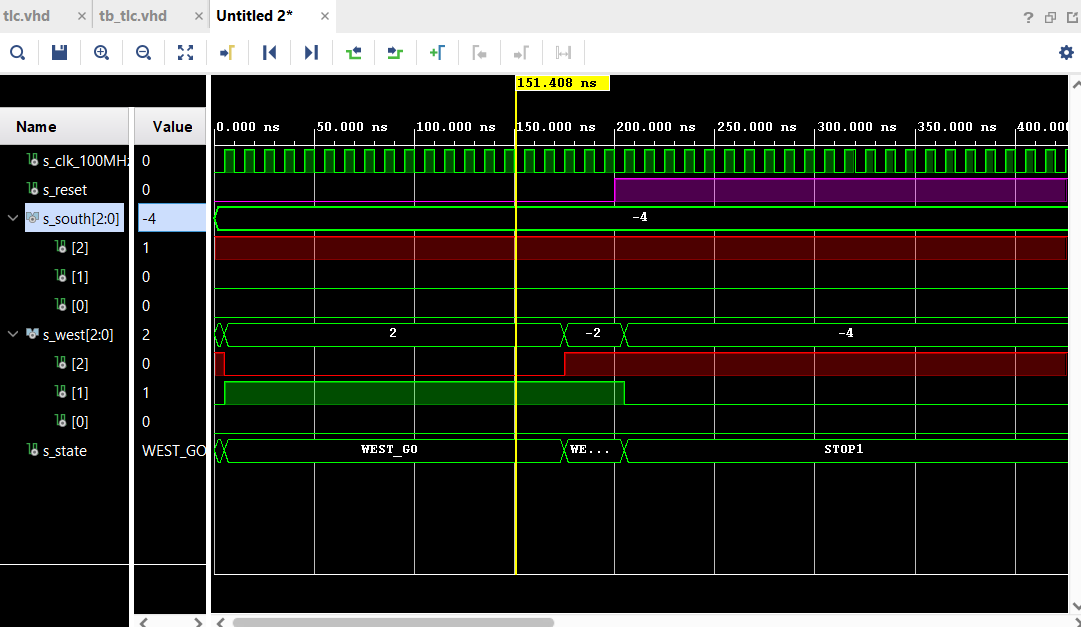 tlc.vhd × tb_tlc.vhd × Untitled 2* × ?
151.408 ns
Name Value 0.000 ns 50.000 ns 100.000 ns 150.000 ns 200.000 ns 250.000 ns 300.000 ns 350.000 ns 400.00
s_clk_100MHz 0
s_reset 0
s_south[2:0] -4 -4
[2] 1
[1] 0
[0] 0
s_west[2:0] 2 2 -2 -4
[2] 0
[1] 1
[0] 0
s_state WEST_GO WEST_GO WE... STOP1